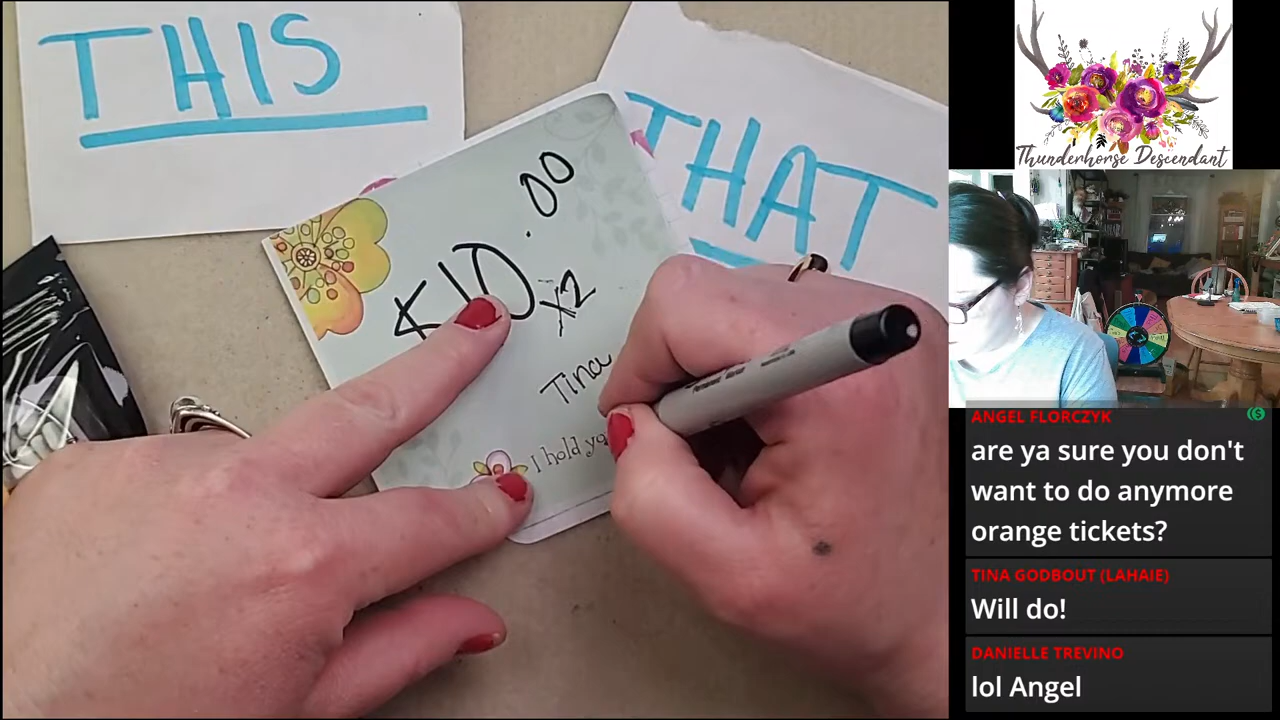 THIS
THAT
$10.00
x2
Tina
I hold yo
Thunderhorse Descendant
ANGEL FLORCZYK
are ya sure you don't
want to do anymore
orange tickets?
TINA GODBOUT (LAHAIE)
Will do!
DANIELLE TREVINO
lol Angel